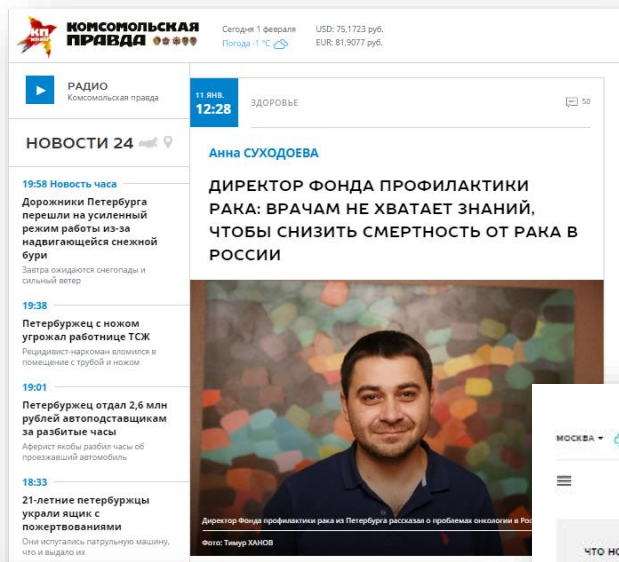 КОМСОМОЛЬСКАЯ
ПРАВДА
Сегодня 1 февраля
Погода -1 °C
USD: 75,1723 руб.
EUR: 81,9077 руб.
РАДИО
Комсомольская правда
НОВОСТИ 24
19:58 Новость часа
Дорожники Петербурга
перешли на усиленный
режим работы из-за
надвигающейся снежной
бури
Завтра ожидаются снегопады и
сильный ветер
19:38
Петербуржец с ножом
угрожал работнице ТСЖ
Рецидивист-наркоман вломился в
помещение с трубой и ножом
19:01
Петербуржец отдал 2,6 млн
рублей автоподставщикам
за разбитые часы
Аферист якобы разбил часы об
проезжавший автомобиль
18:33
21-летние петербуржцы
украли ящик с
пожертвованиями
Они испугались патрульную машину,
что и выдало их
11 ЯНВ.
12:28
ЗДОРОВЬЕ
50
Анна СУХОДОЕВА
ДИРЕКТОР ФОНДА ПРОФИЛАКТИКИ
РАКА: ВРАЧАМ НЕ ХВАТАЕТ ЗНАНИЙ,
ЧТОБЫ СНИЗИТЬ СМЕРТНОСТЬ ОТ РАКА В
РОССИИ
Директор Фонда профилактики рака из Петербурга рассказал о проблемах онкологии в Рос
Фото: Тимур ХАНОВ
МОСКВА
ЧТО НО